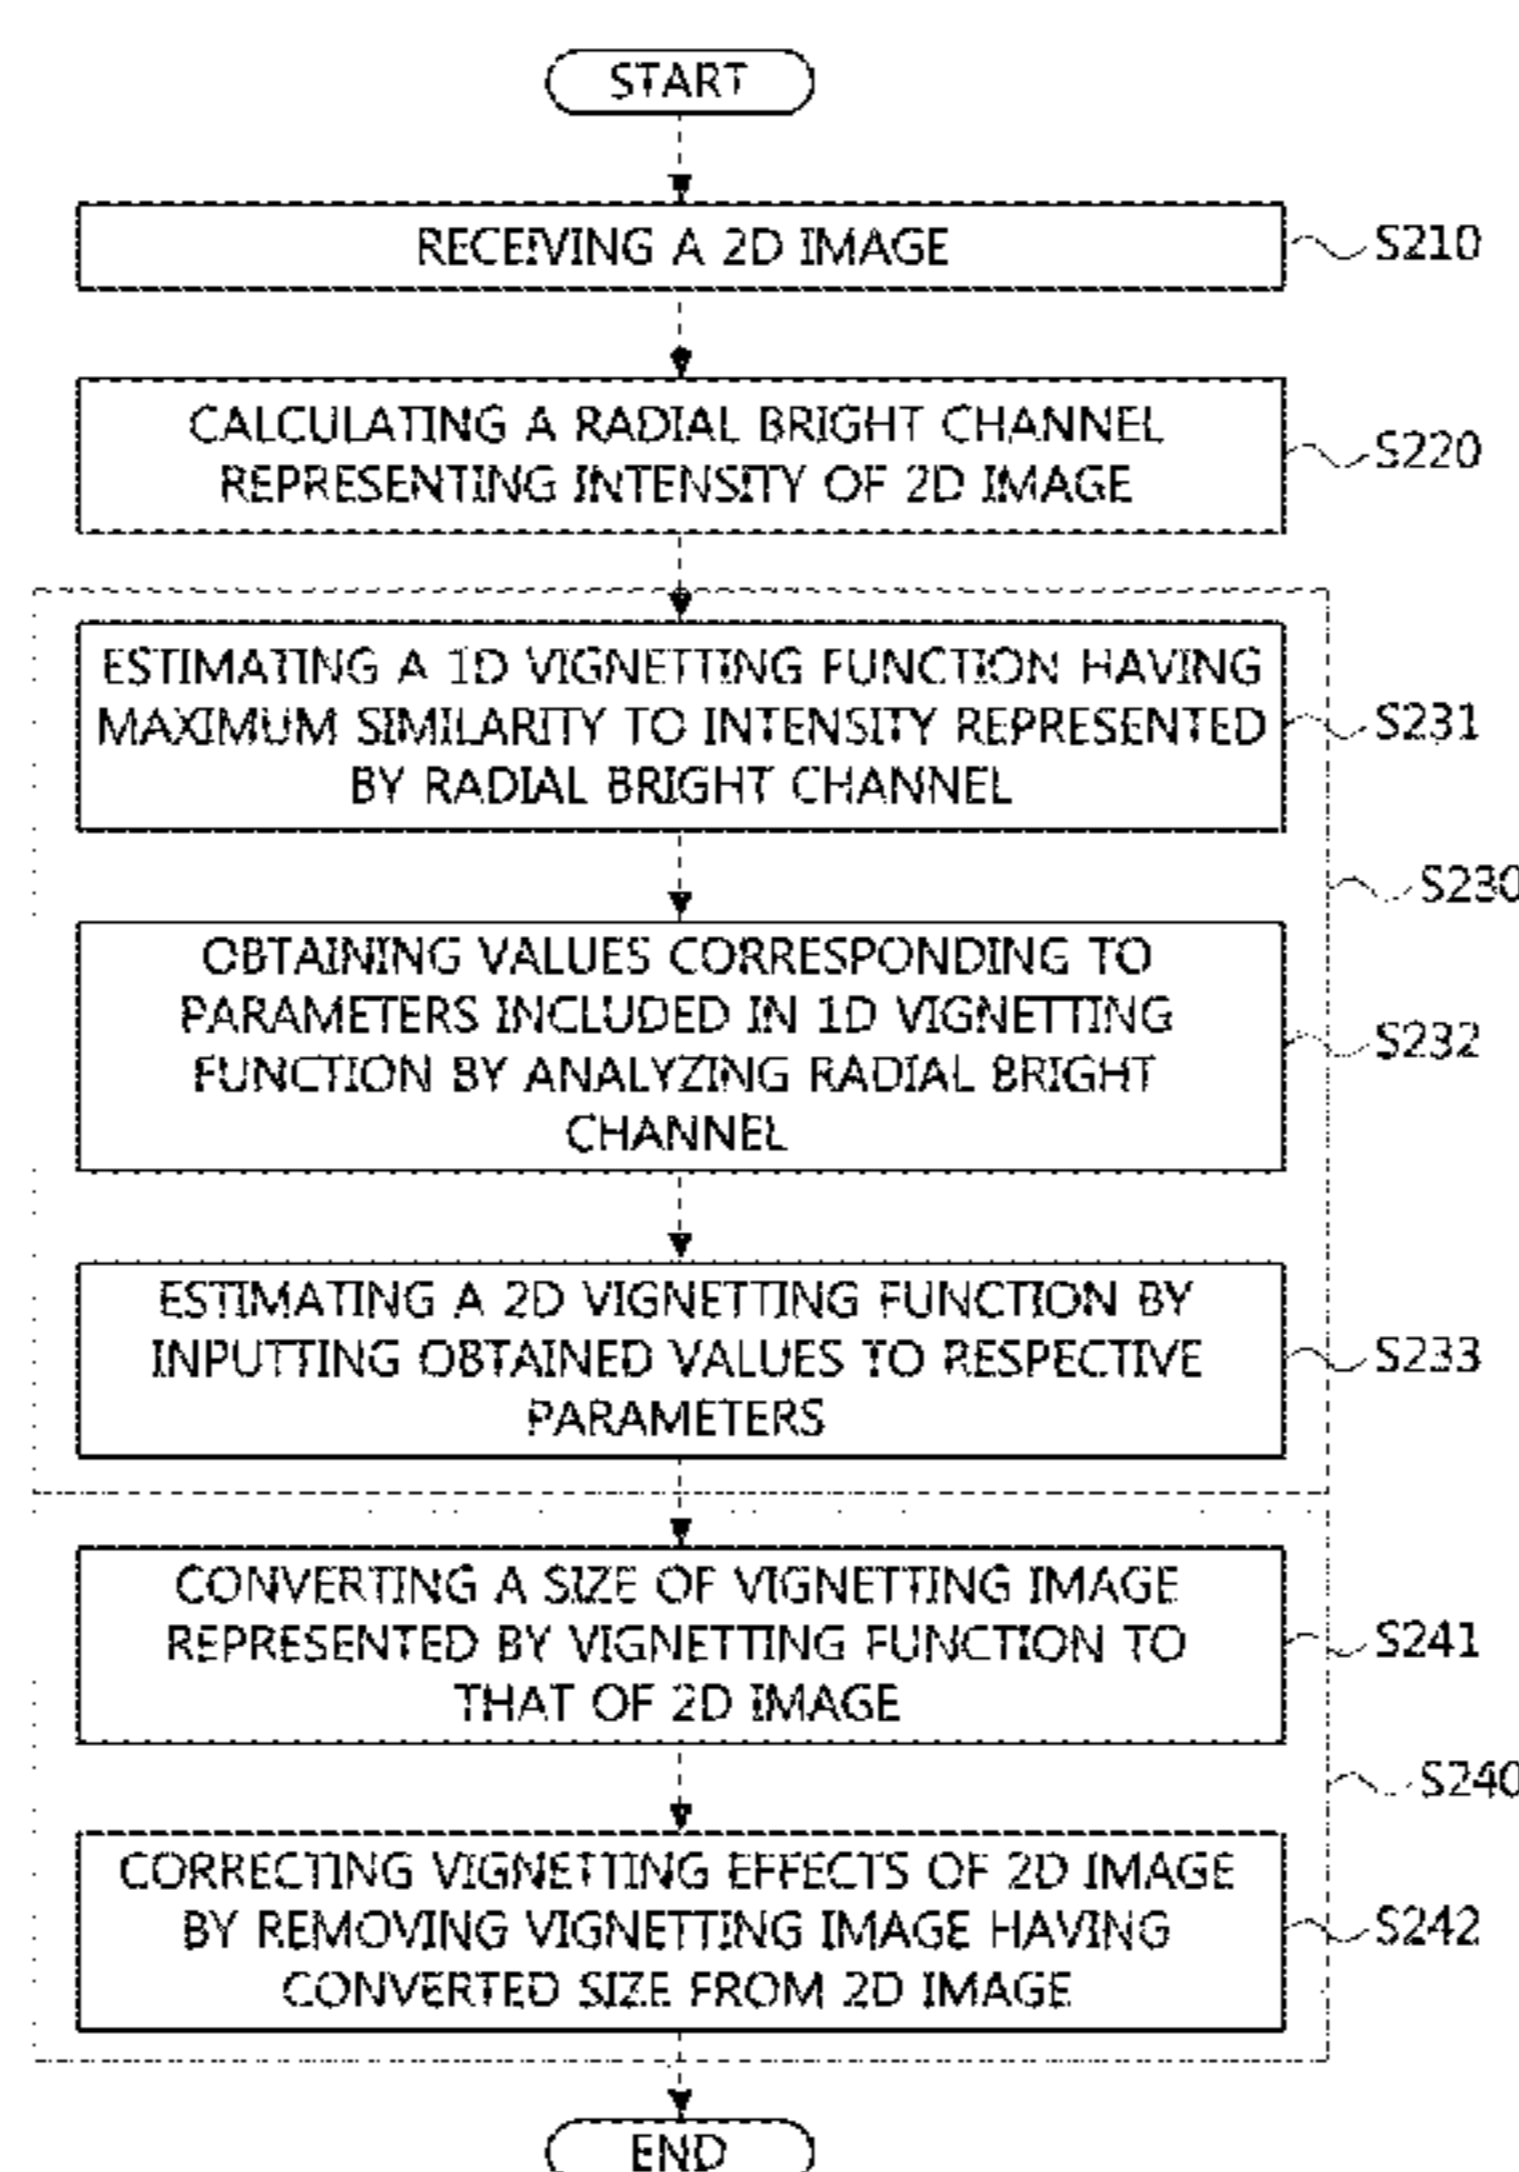 START
RECEIVING A 2D IMAGE
S210
CALCULATING A RADIAL BRIGHT CHANNEL
REPRESENTING INTENSITY OF 2D IMAGE
S220
ESTIMATING A 1D VIGNETTING FUNCTION HAVING
MAXIMUM SIMILARITY TO INTENSITY REPRESENTED
BY RADIAL BRIGHT CHANNEL
S231
S230
OBTAINING VALUES CORRESPONDING TO
PARAMETERS INCLUDED IN 1D VIGNETTING
FUNCTION BY ANALYZING RADIAL BRIGHT
CHANNEL
S232
ESTIMATING A 2D VIGNETTING FUNCTION BY
INPUTTING OBTAINED VALUES TO RESPECTIVE
PARAMETERS
S233
CONVERTING A SIZE OF VIGNETTING IMAGE
REPRESENTED BY VIGNETTING FUNCTION TO
THAT OF 2D IMAGE
S241
S240
CORRECTING VIGNETTING EFFECTS OF 2D IMAGE
BY REMOVING VIGNETTING IMAGE HAVING
CONVERTED SIZE FROM 2D IMAGE
S242
END